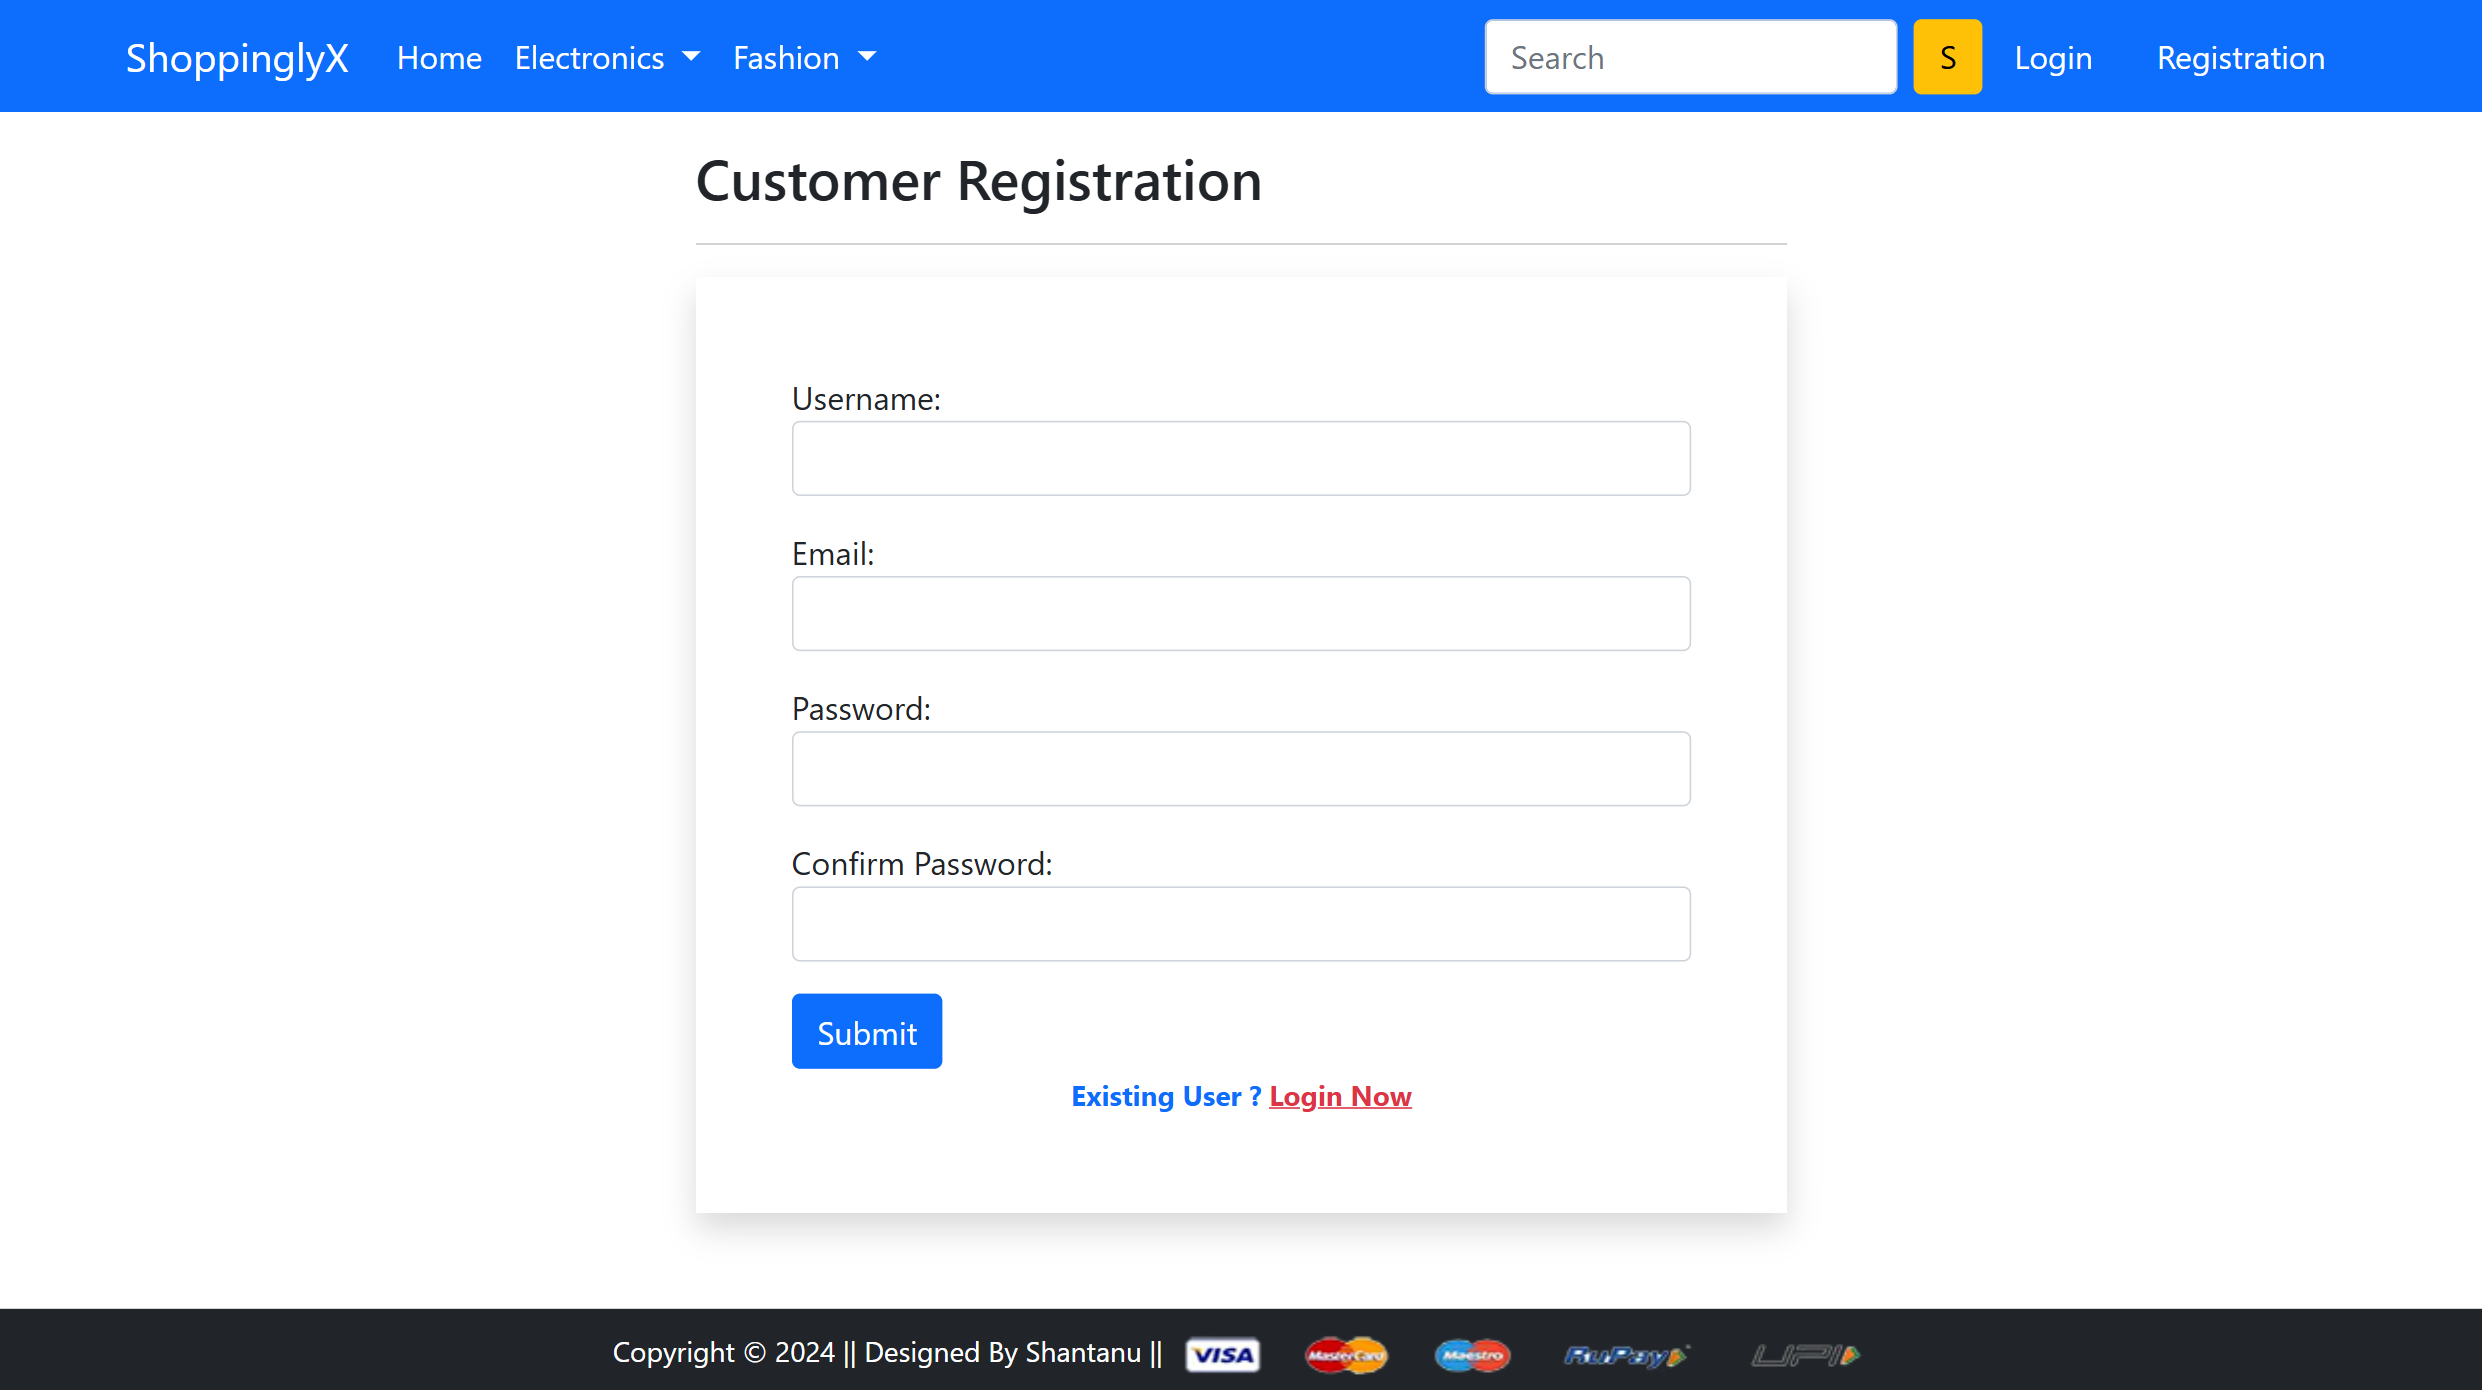 ShoppinglyX Home Electronics Fashion Search S Login Registration
Customer Registration
Username:
Email:
Password:
Confirm Password:
Submit
Existing User ? Login Now
Copyright © 2024 || Designed By Shantanu || VISA MasterCard Maestro RuPay UPI